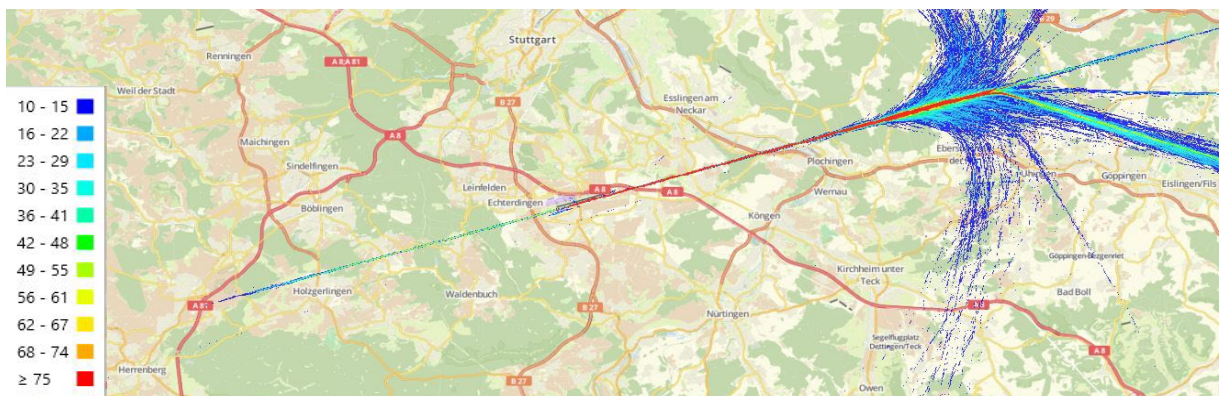 Stuttgart
Renningen
A 8;A 81
Weil der Stadt
B 27
Esslingen am
Neckar
B 29
10 - 15
16 - 22
23 - 29
30 - 35
36 - 41
42 - 48
49 - 55
56 - 61
62 - 67
68 - 74
≥ 75
A 8
Maichingen
Sindelfingen
Plochingen
Uhingen
Göppingen
Eislingen/Fils
Leinfelden
Echterdingen
A 8
A 8
Wernau
Böblingen
Köngen
Göppingen-Bezgenriet
Kirchheim unter
Teck
Holzgerlingen
Waldenbuch
Bad Boll
A 81
B 27
Nürtingen
Segelflugplatz
Dettingen/Teck
A 8
Herrenberg
B 27
Owen